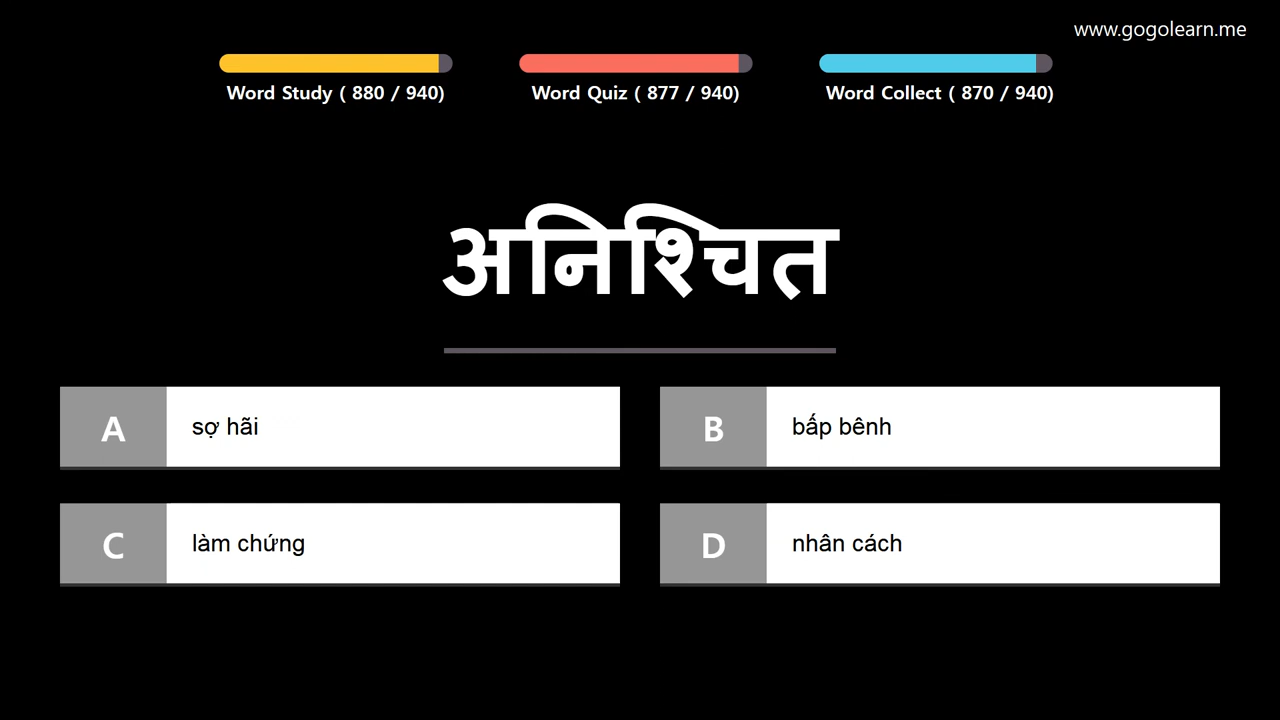 www.gogolearn.me
Word Study ( 880 / 940)
Word Quiz ( 877 / 940)
Word Collect ( 870 / 940)
अनिश्चित
A sợ hãi
B bấp bênh
C làm chứng
D nhân cách